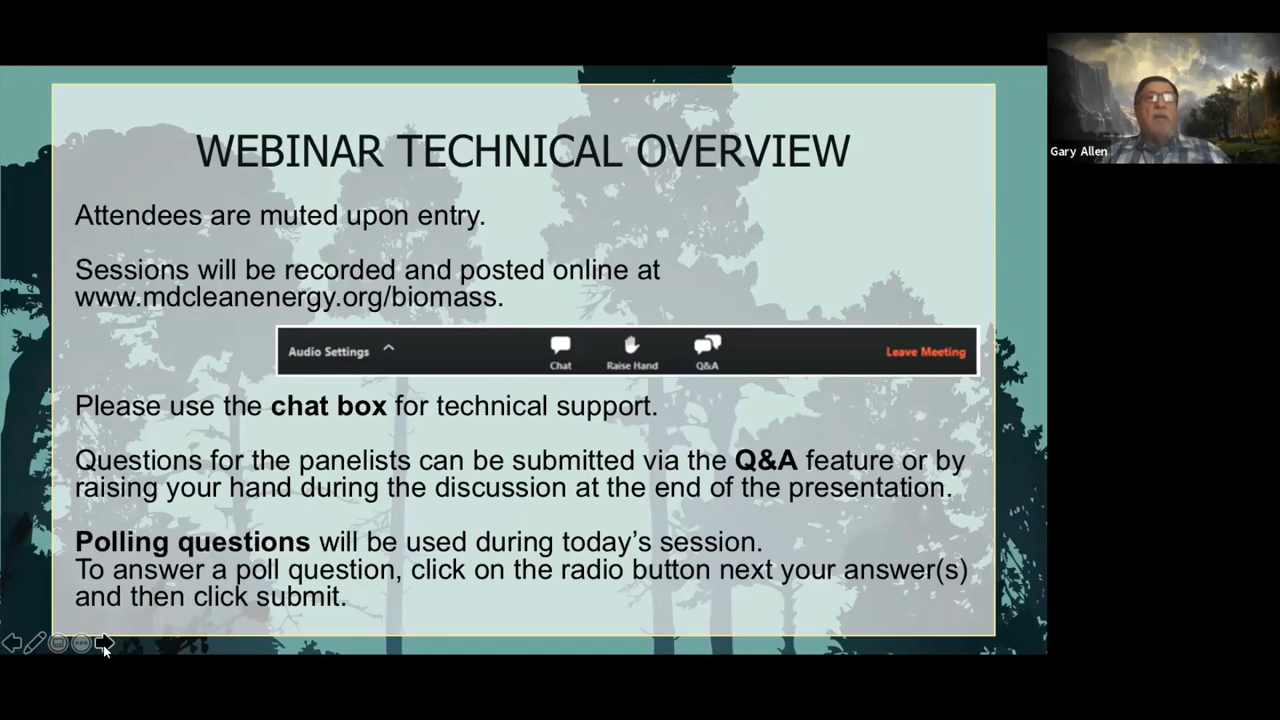 WEBINAR TECHNICAL OVERVIEW
Attendees are muted upon entry.
Sessions will be recorded and posted online at
www.mdcleanenergy.org/biomass.
Audio Settings
Chat
Raise Hand
Q&A
Leave Meeting
Please use the chat box for technical support.
Questions for the panelists can be submitted via the Q&A feature or by
raising your hand during the discussion at the end of the presentation.
Polling questions will be used during today’s session.
To answer a poll question, click on the radio button next your answer(s)
and then click submit.
Gary Allen